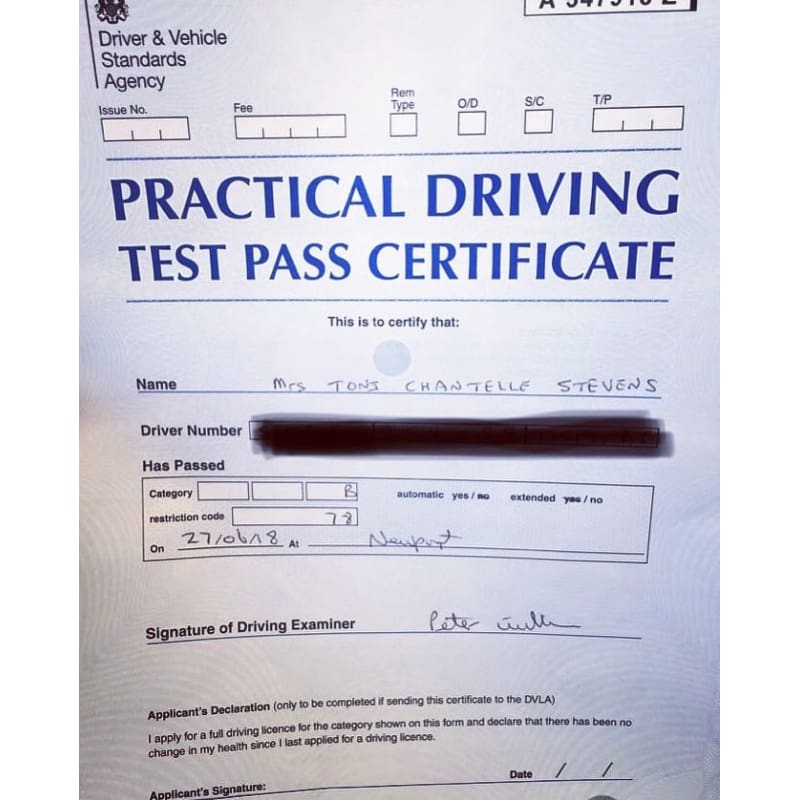 Driver & Vehicle
Standards
Agency
Issue No. Fee Rem Type O/D S/C T/P
PRACTICAL DRIVING
TEST PASS CERTIFICATE
This is to certify that:
Name Mrs TONI CHANTELLE STEVENS
Driver Number
Has Passed
Category B automatic yes / no extended yes / no
restriction code 78
On 27/06/18 At Newport
Signature of Driving Examiner Peter
Applicant's Declaration (only to be completed if sending this certificate to the DVLA)
I apply for a full driving licence for the category shown on this form and declare that there has been no
change in my health since I last applied for a driving licence.
Date / /
Applicant's Signature: